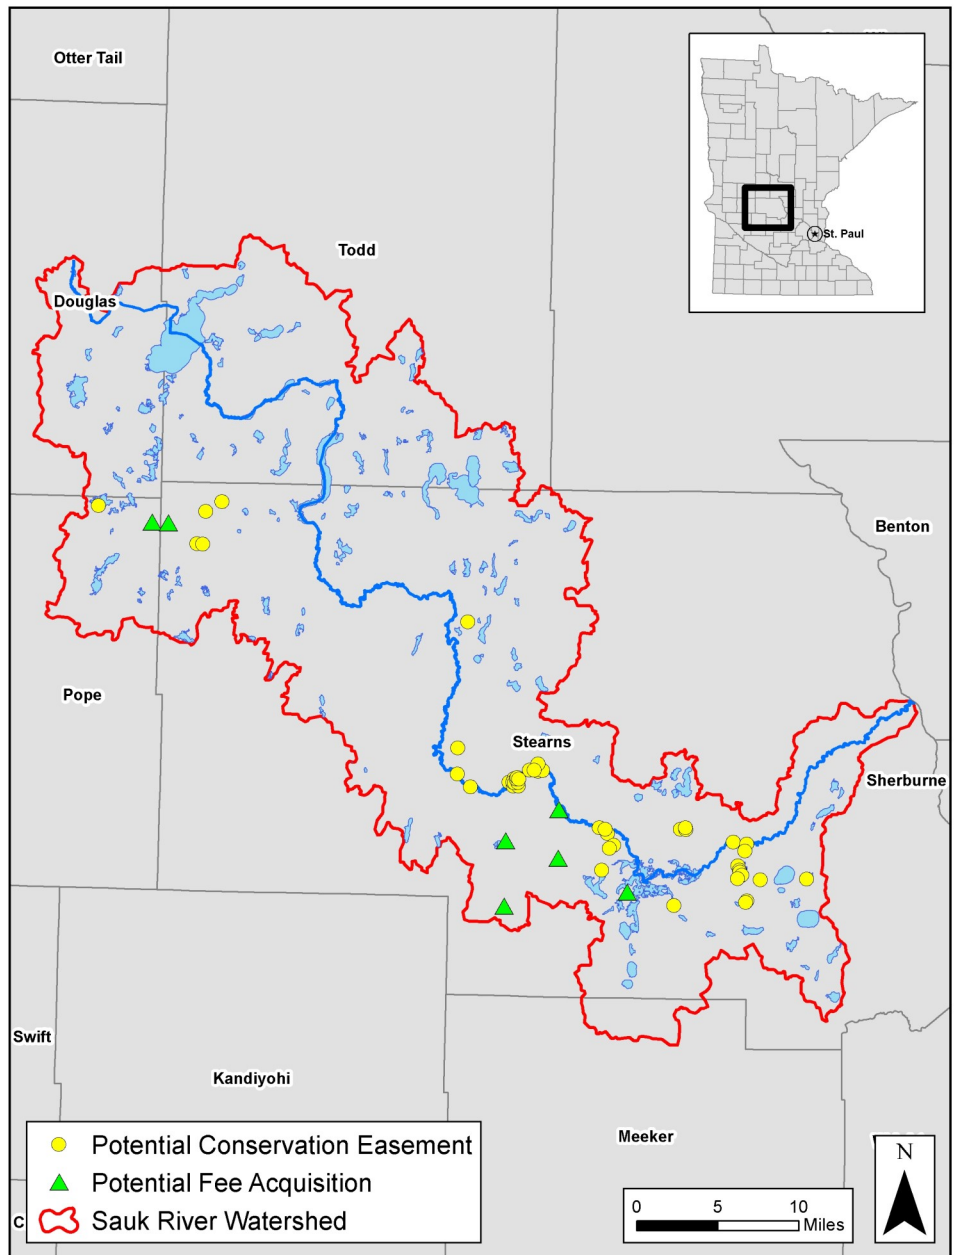 Otter Tail
St. Paul
Todd
Douglas
Benton
Pope
Stearns
Sherburne
Swift
Kandiyohi
Meeker
Potential Conservation Easement
Potential Fee Acquisition
Sauk River Watershed
C
N
0 5 10
Miles